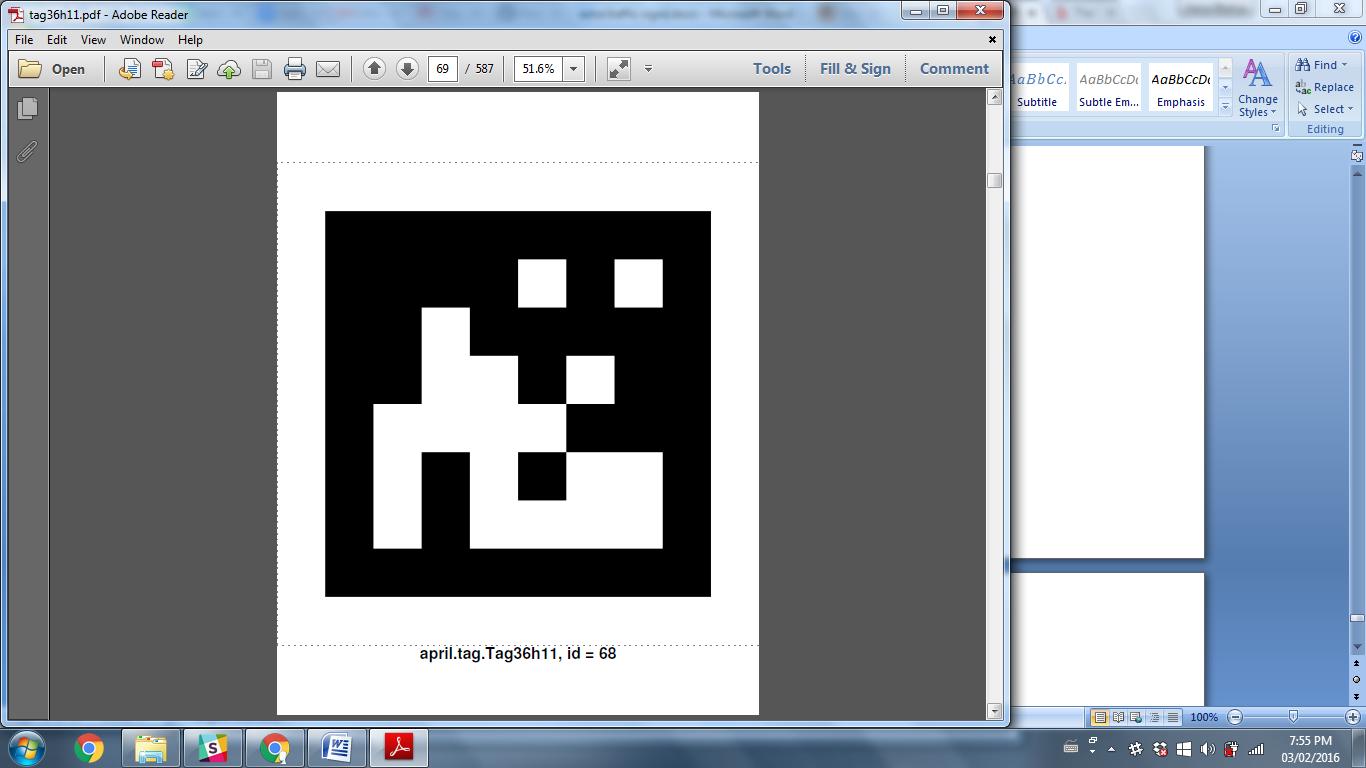 tag36h11.pdf - Adobe Reader
File Edit View Window Help
Open 69 / 587 51.6% Tools Fill & Sign Comment
AaBbCc. AaBbCcDc AaBbCcDc
Subtitle Subtle Em... Emphasis
Change Styles
Find
Replace
Select
Editing
april.tag.Tag36h11, id = 68
100%
7:55 PM
03/02/2016